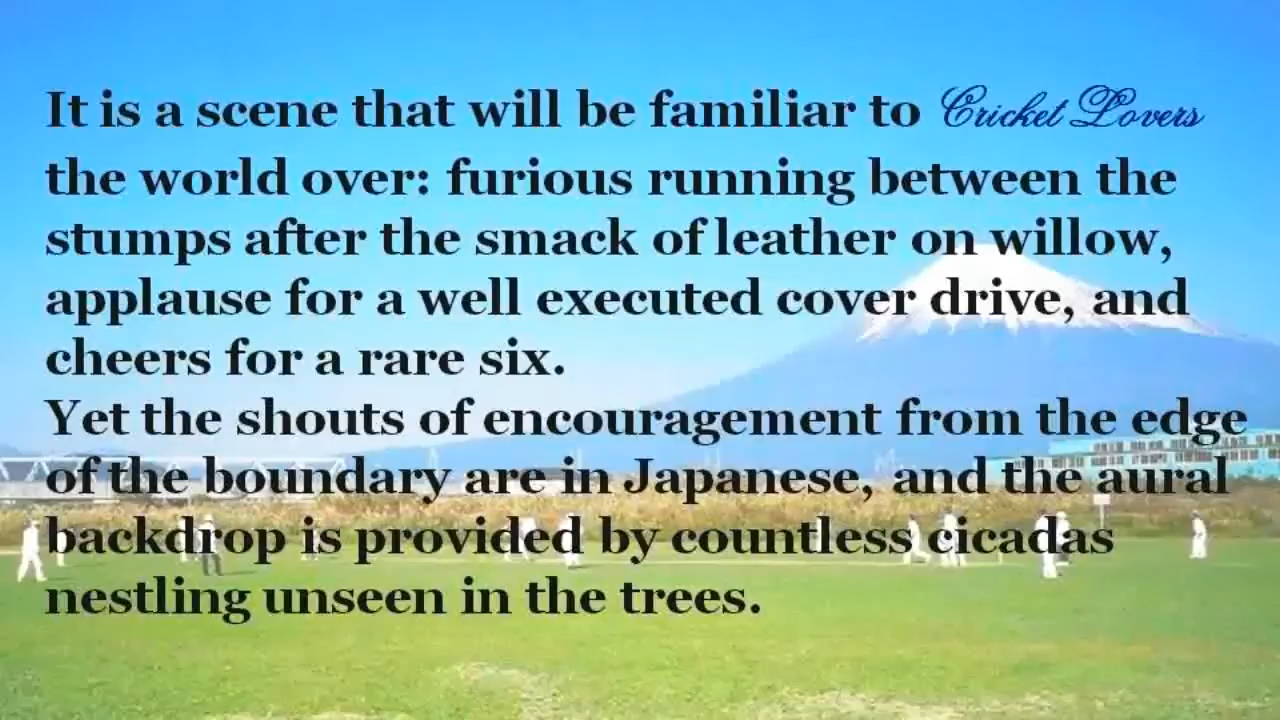 It is a scene that will be familiar to Cricket Lovers
the world over: furious running between the
stumps after the smack of leather on willow,
applause for a well executed cover drive, and
cheers for a rare six.
Yet the shouts of encouragement from the edge
of the boundary are in Japanese, and the aural
backdrop is provided by countless cicadas
nestling unseen in the trees.